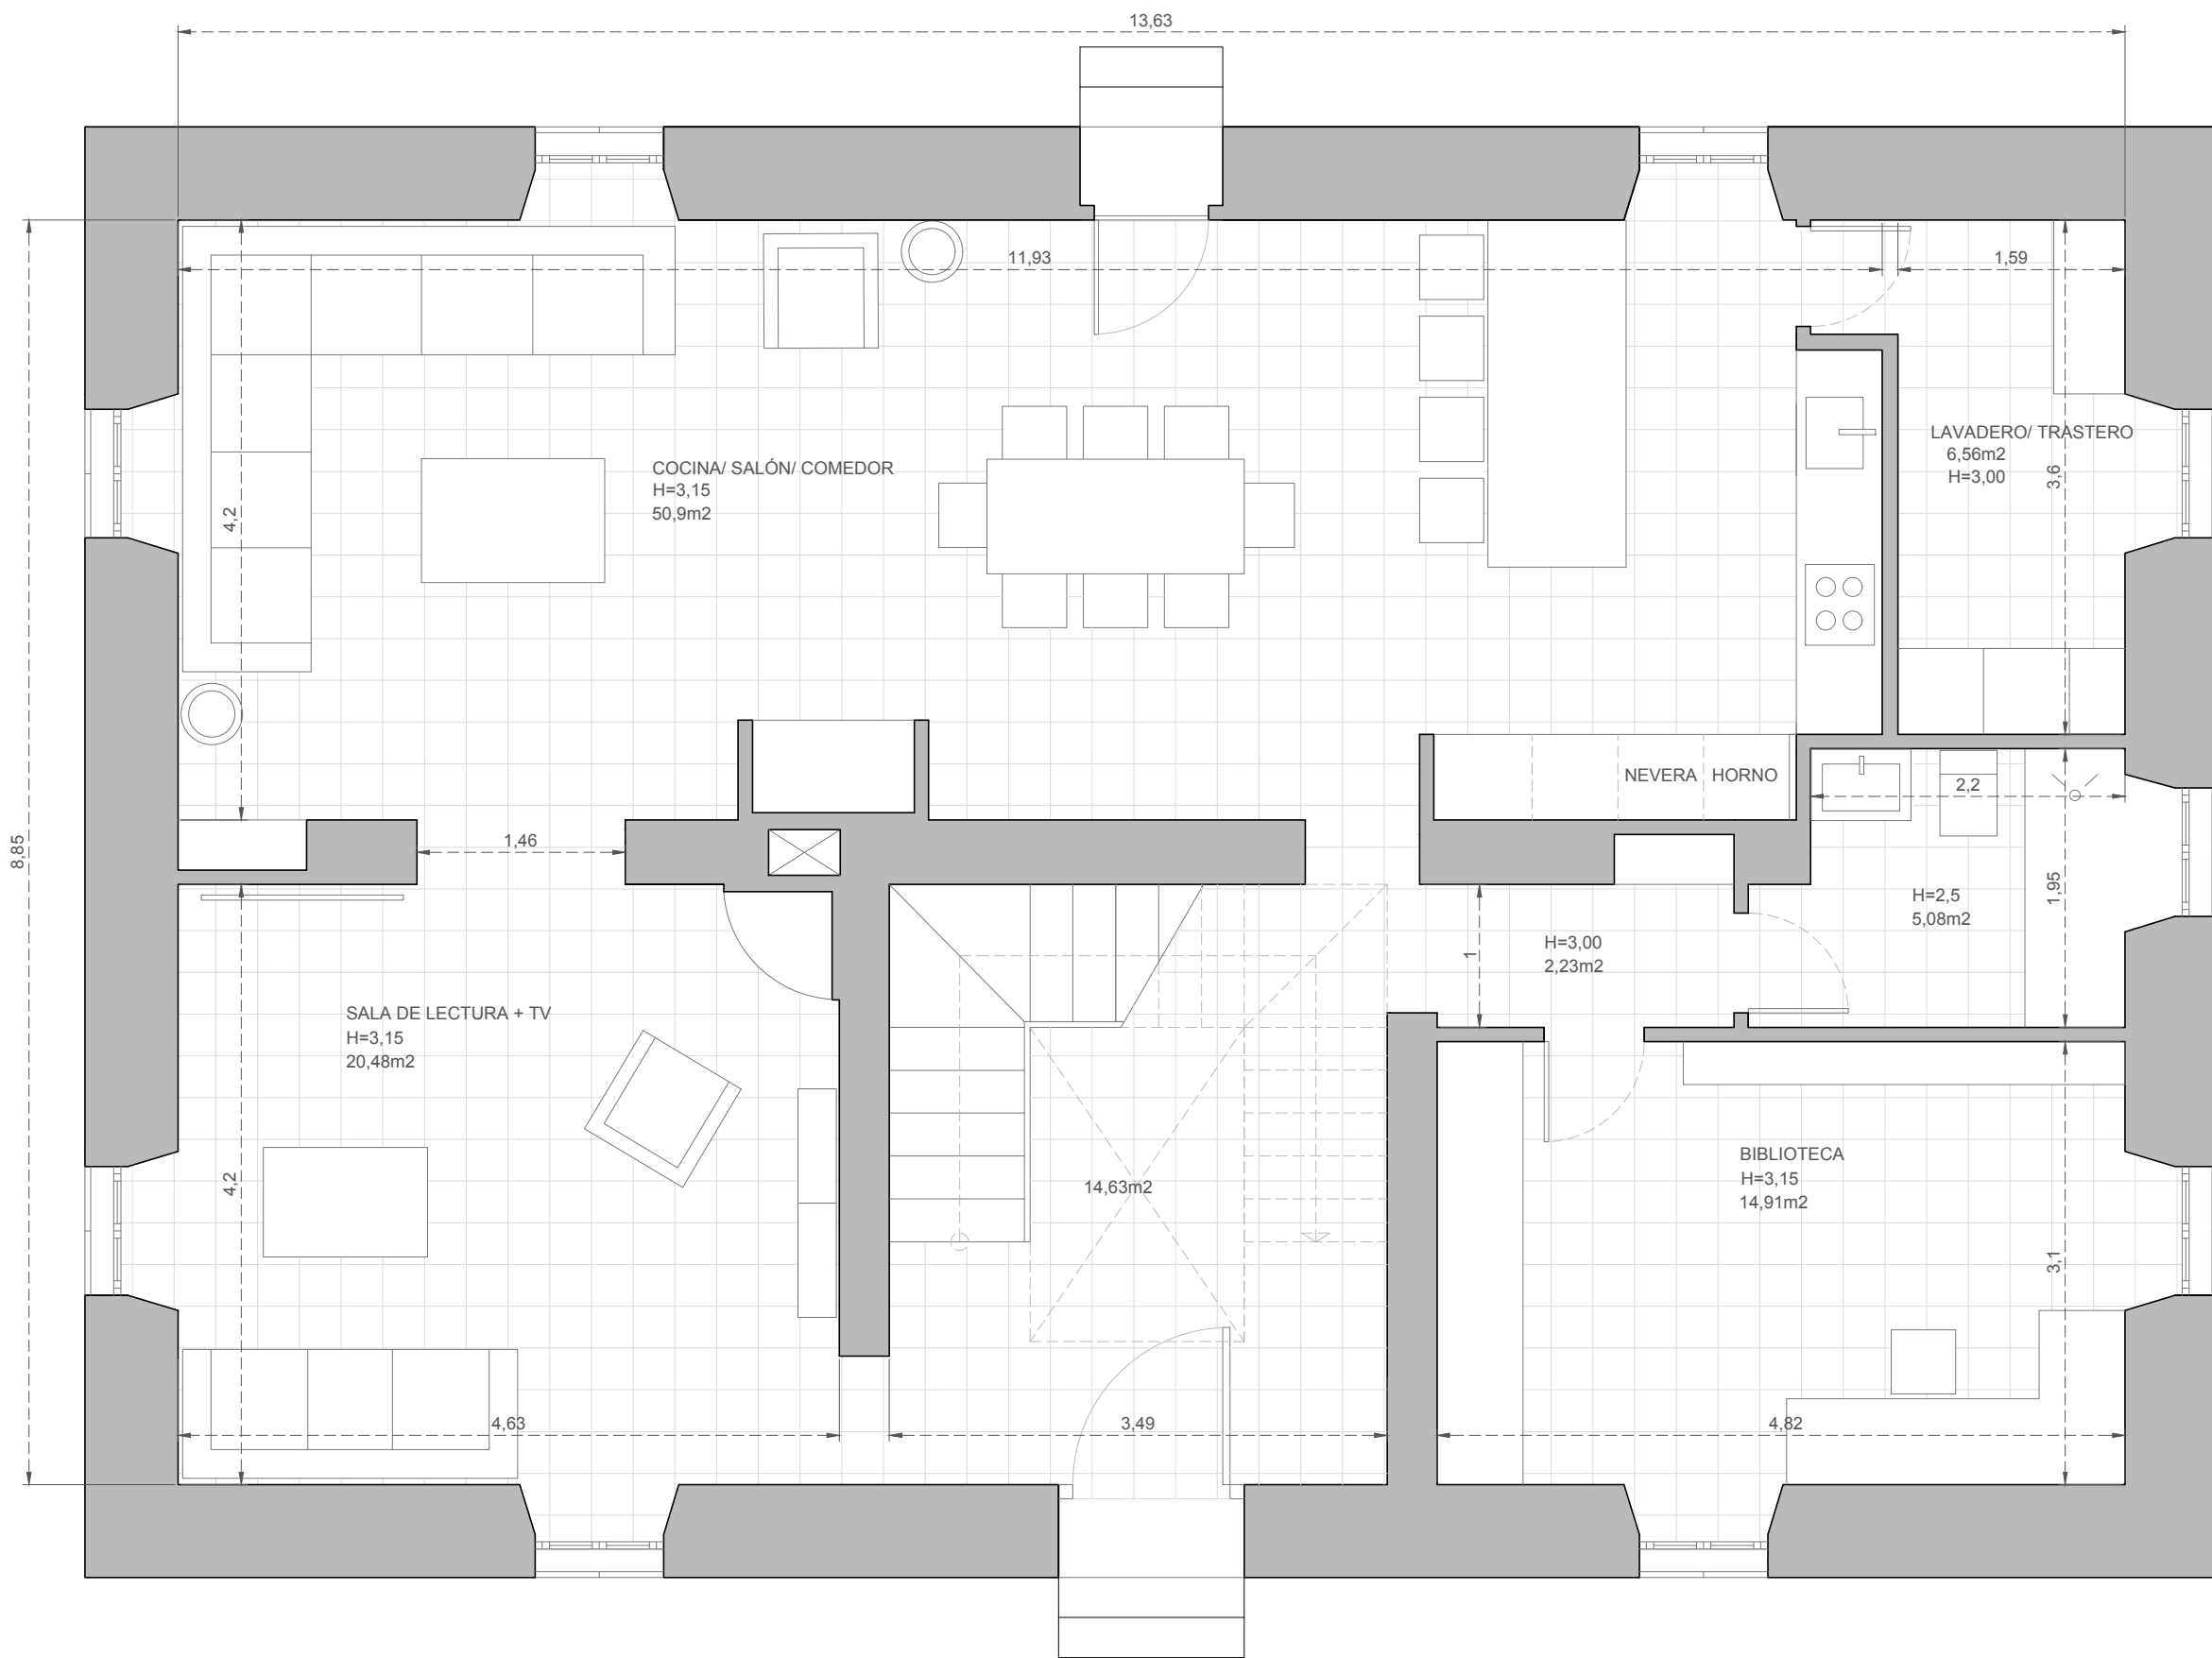 13,63
11,93
1,59
LAVADERO/ TRASTERO
6,56m2
H=3,00
3,6
COCINA/ SALÓN/ COMEDOR
H=3,15
50,9m2
4,2
NEVERA HORNO
2,2
8,85
1,46
H=2,5
5,08m2
1,95
H=3,00
2,23m2
1
SALA DE LECTURA + TV
H=3,15
20,48m2
4,2
14,63m2
BIBLIOTECA
H=3,15
14,91m2
3,1
4,63
3,49
4,82